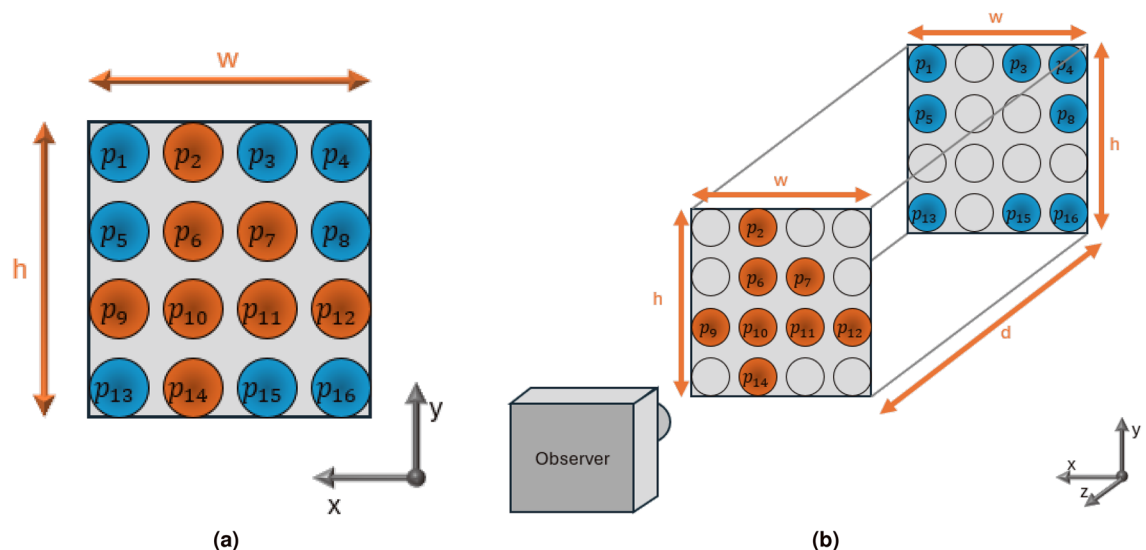 w
h
p1 p2 p3 p4
p5 p6 p7 p8
p9 p10 p11 p12
p13 p14 p15 p16
y
x
(a)
w
p1 p3 p4
p5 p8
p13 p15 p16
h
w
h
p2
p6 p7
p9 p10 p11 p12
p14
d
Observer
y
x
z
(b)